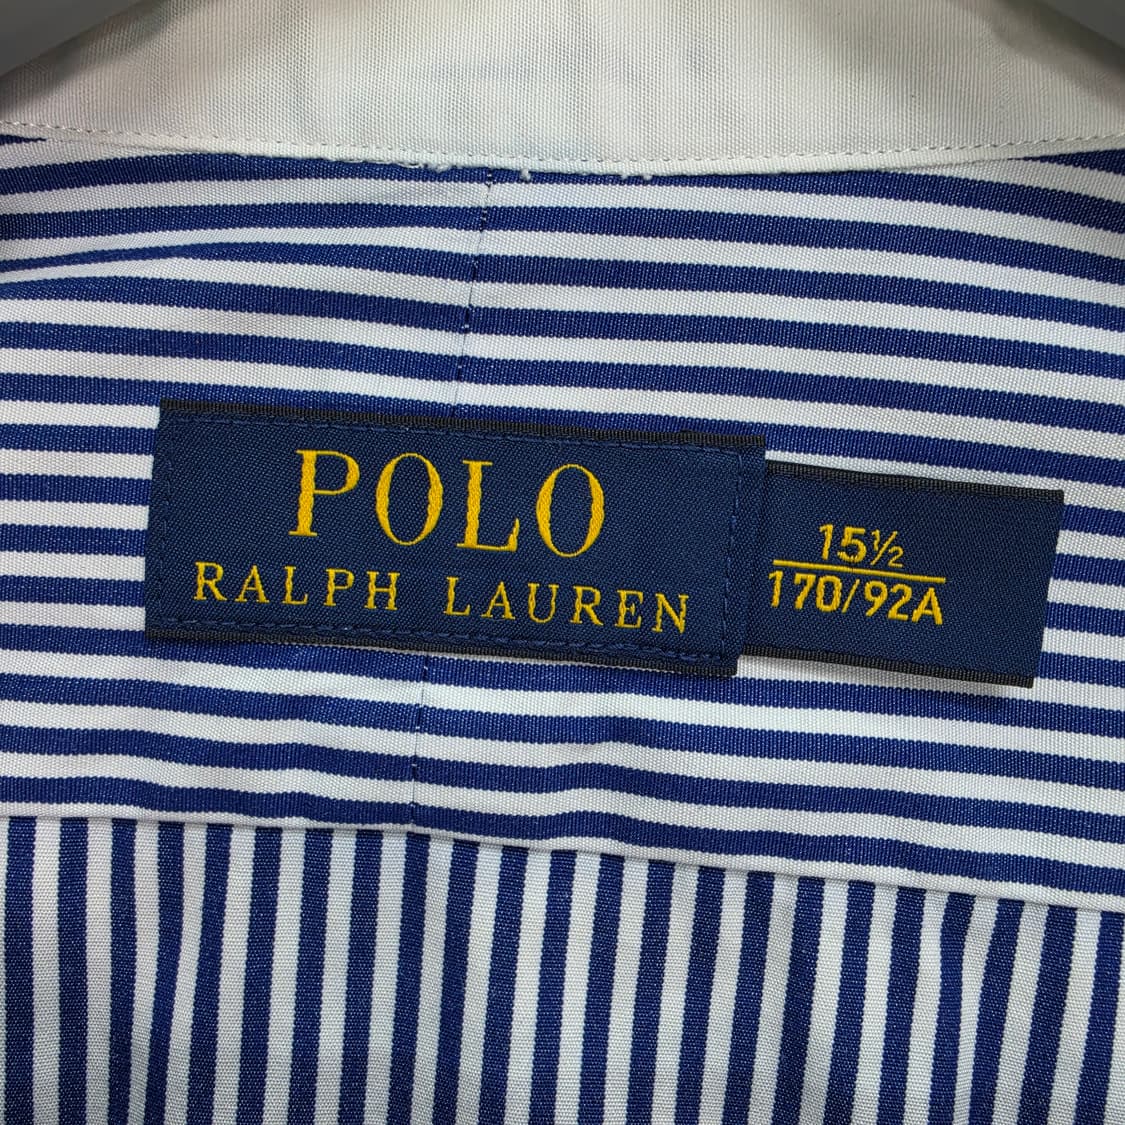 POLO
RALPH LAUREN
15½
170/92A